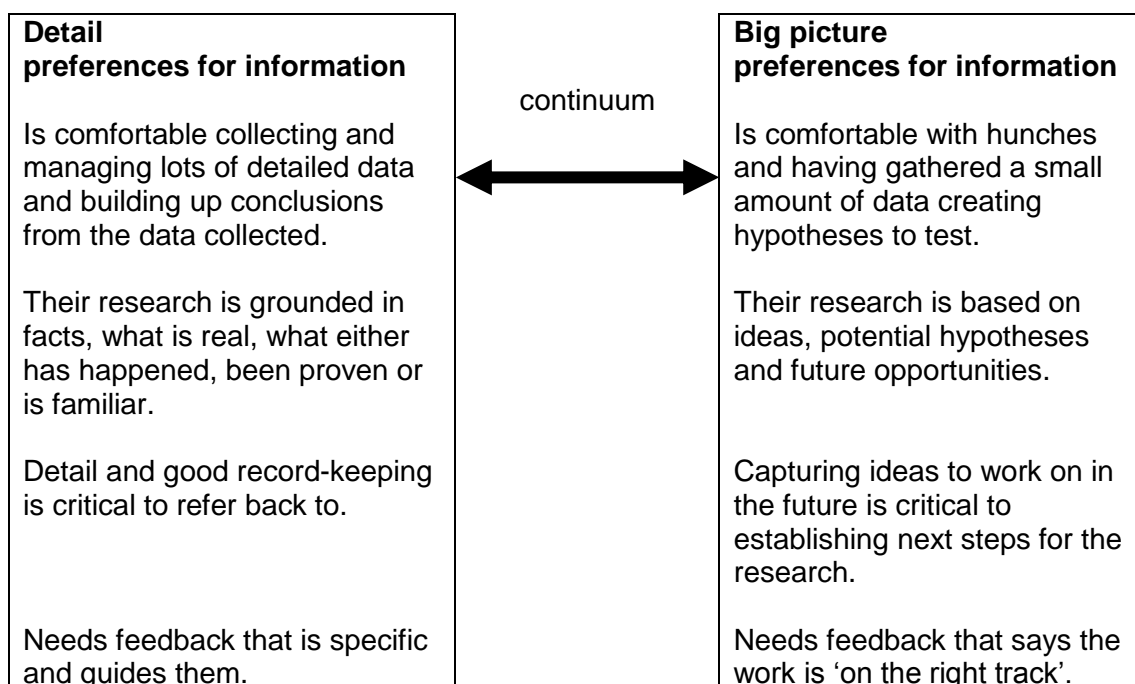 Detail
preferences for information
Is comfortable collecting and
managing lots of detailed data
and building up conclusions
from the data collected.
Their research is grounded in
facts, what is real, what either
has happened, been proven or
is familiar.
Detail and good record-keeping
is critical to refer back to.
Needs feedback that is specific
and guides them.
continuum
Big picture
preferences for information
Is comfortable with hunches
and having gathered a small
amount of data creating
hypotheses to test.
Their research is based on
ideas, potential hypotheses
and future opportunities.
Capturing ideas to work on in
the future is critical to
establishing next steps for the
research.
Needs feedback that says the
work is ‘on the right track’.